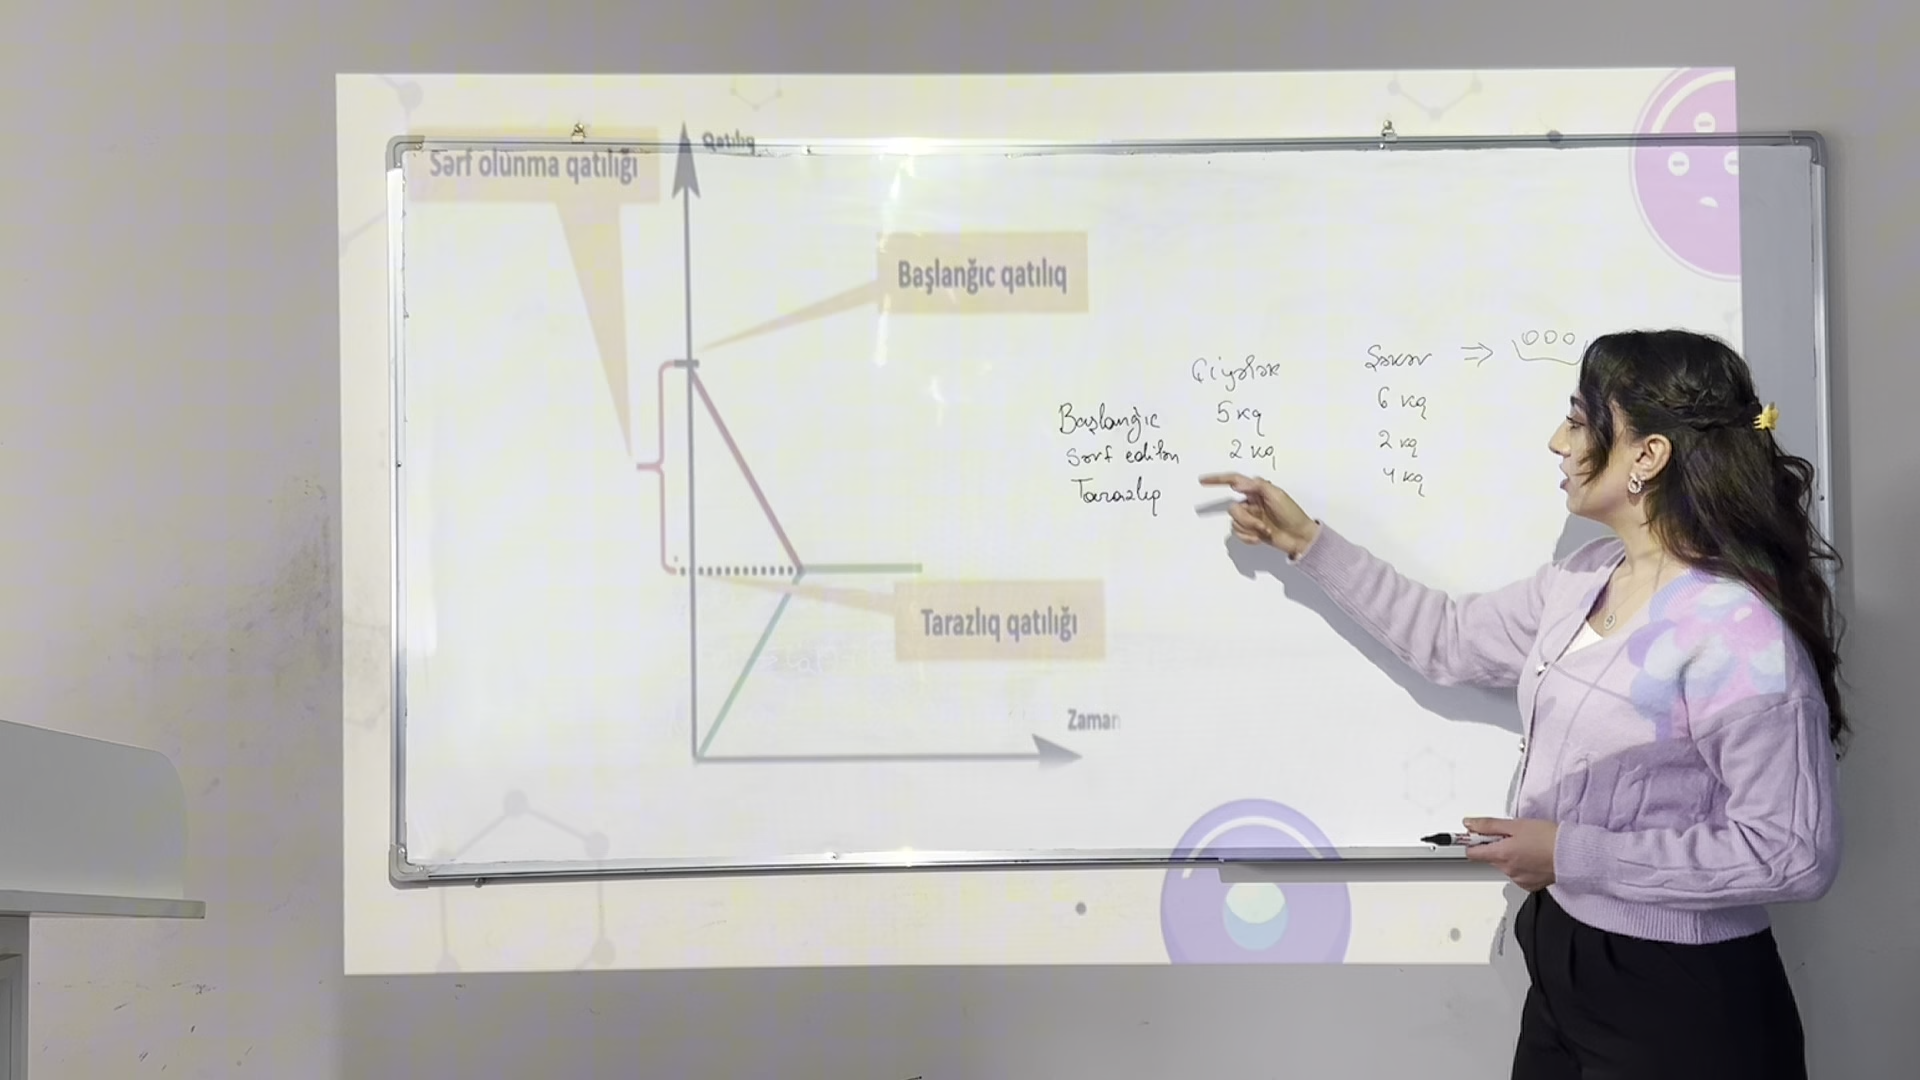 Qatılıq
Sərf olunma qatılığı
Başlanğıc qatılıq
Tarazlıq qatılığı
Zaman
Çiyələk Şəkər ⇒
Başlanğıc 5 kq 6 kq
Sərf edilən 2 kq 2 kq
Tarazlıq 4 kq